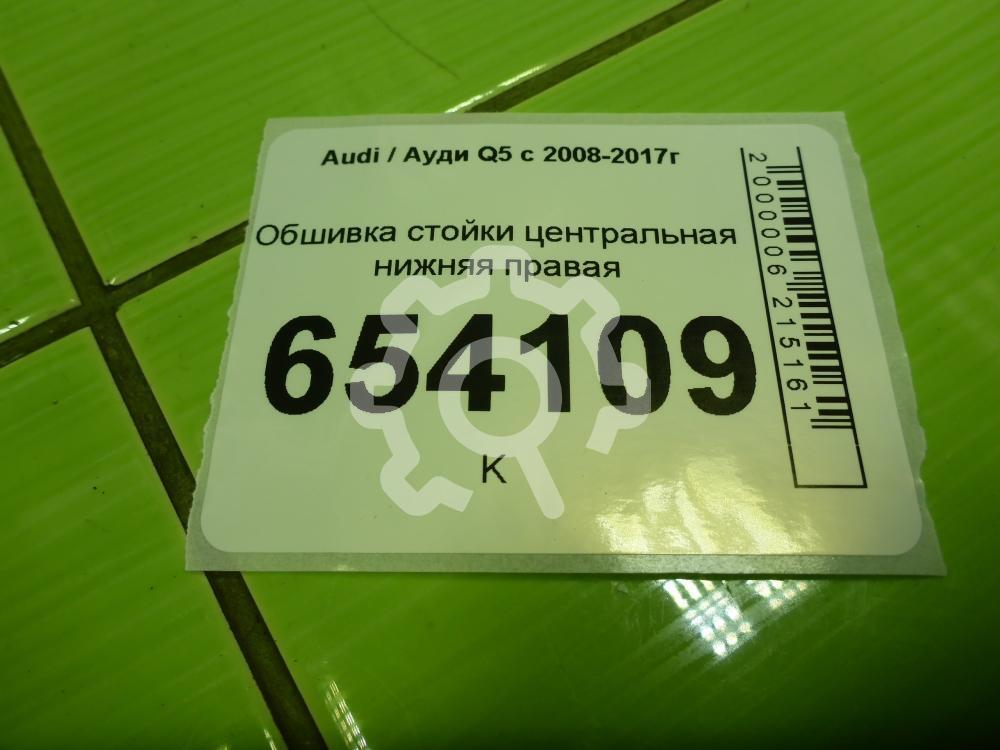 Audi / Ауди Q5 с 2008-2017г
Обшивка стойки центральная
нижняя правая
654109
К
2000006215161